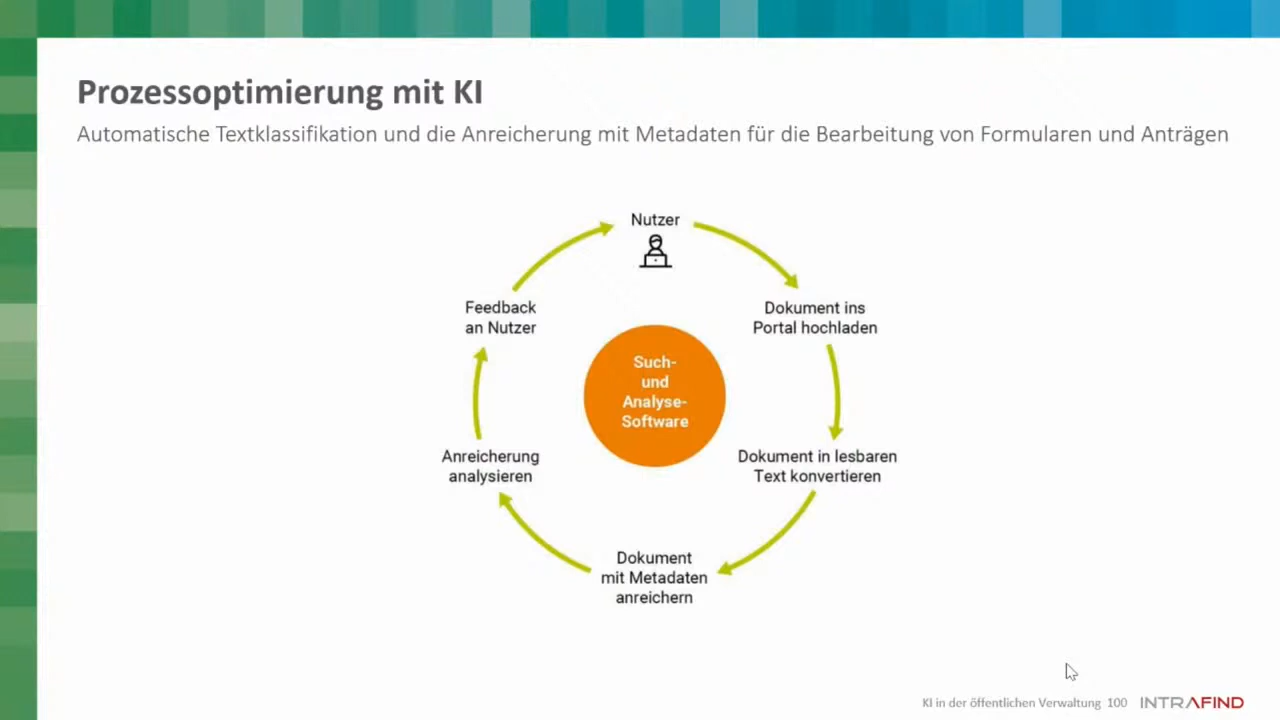 Prozessoptimierung mit KI
Automatische Textklassifikation und die Anreicherung mit Metadaten für die Bearbeitung von Formularen und Anträgen
Nutzer
Dokument ins
Portal hochladen
Dokument in lesbaren
Text konvertieren
Dokument
mit Metadaten
anreichern
Anreicherung
analysieren
Feedback
an Nutzer
Such-
und
Analyse-
Software
KI in der öffentlichen Verwaltung 100
INTRAFIND